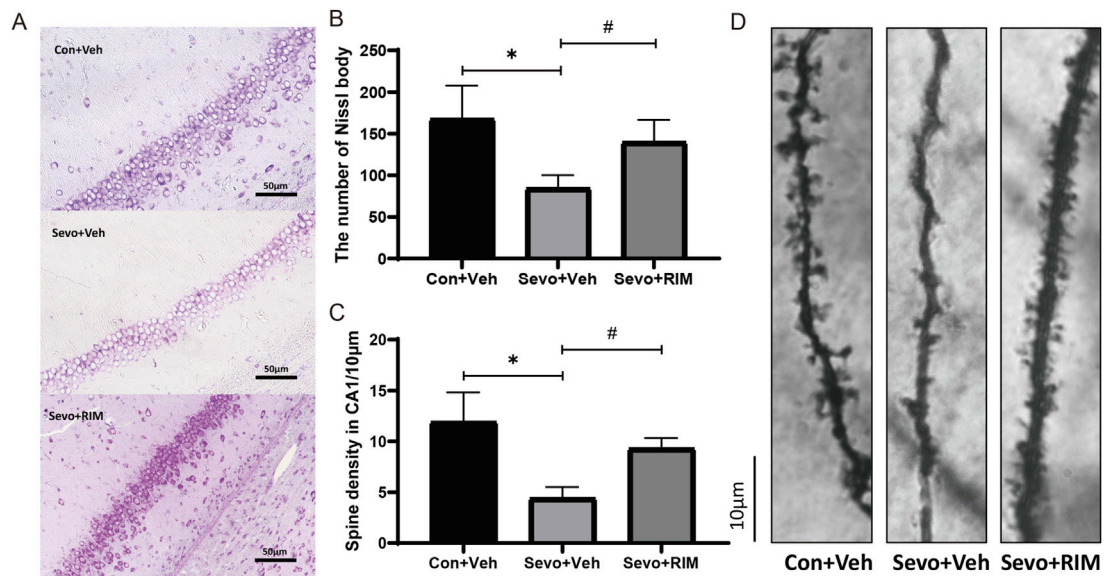 A
Con+Veh
50μm
Sevo+Veh
50μm
Sevo+RIM
50μm
B
The number of Nissl body
250
200
150
100
50
0
*
#
Con+Veh Sevo+Veh Sevo+RIM
C
Spine density in CA1/10μm
20
15
10
5
0
*
#
Con+Veh Sevo+Veh Sevo+RIM
D
10μm
Con+Veh Sevo+Veh Sevo+RIM